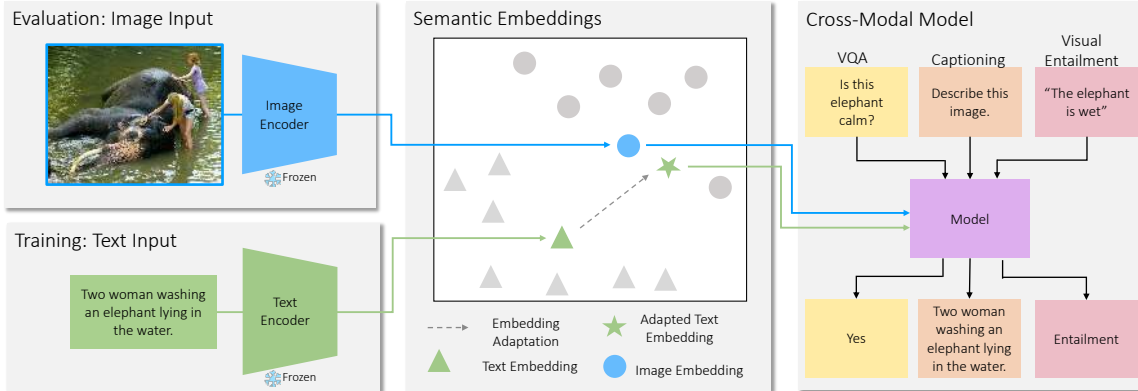 Evaluation: Image Input
Image
Encoder
Frozen
Training: Text Input
Two woman washing
an elephant lying in
the water.
Text
Encoder
Frozen
Semantic Embeddings
Embedding
Adaptation
Adapted Text
Embedding
Text Embedding
Image Embedding
Cross-Modal Model
VQA
Captioning
Visual
Entailment
Is this
elephant
calm?
Describe this
image.
“The elephant
is wet”
Model
Yes
Two woman
washing an
elephant lying
in the water.
Entailment